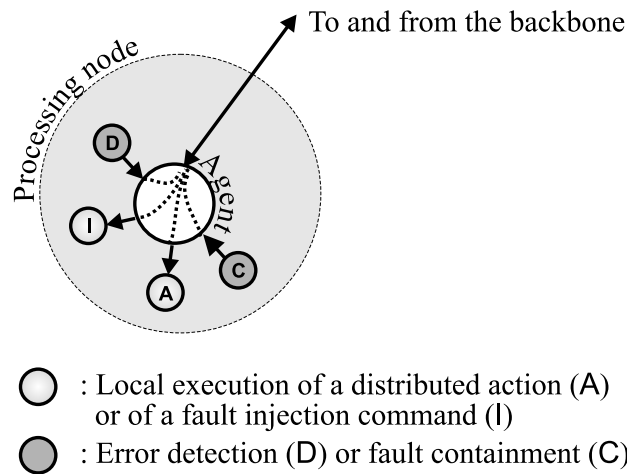 To and from the backbone
Processing node
D
Agent
I
C
A
: Local execution of a distributed action (A)
or of a fault injection command (I)
: Error detection (D) or fault containment (C)